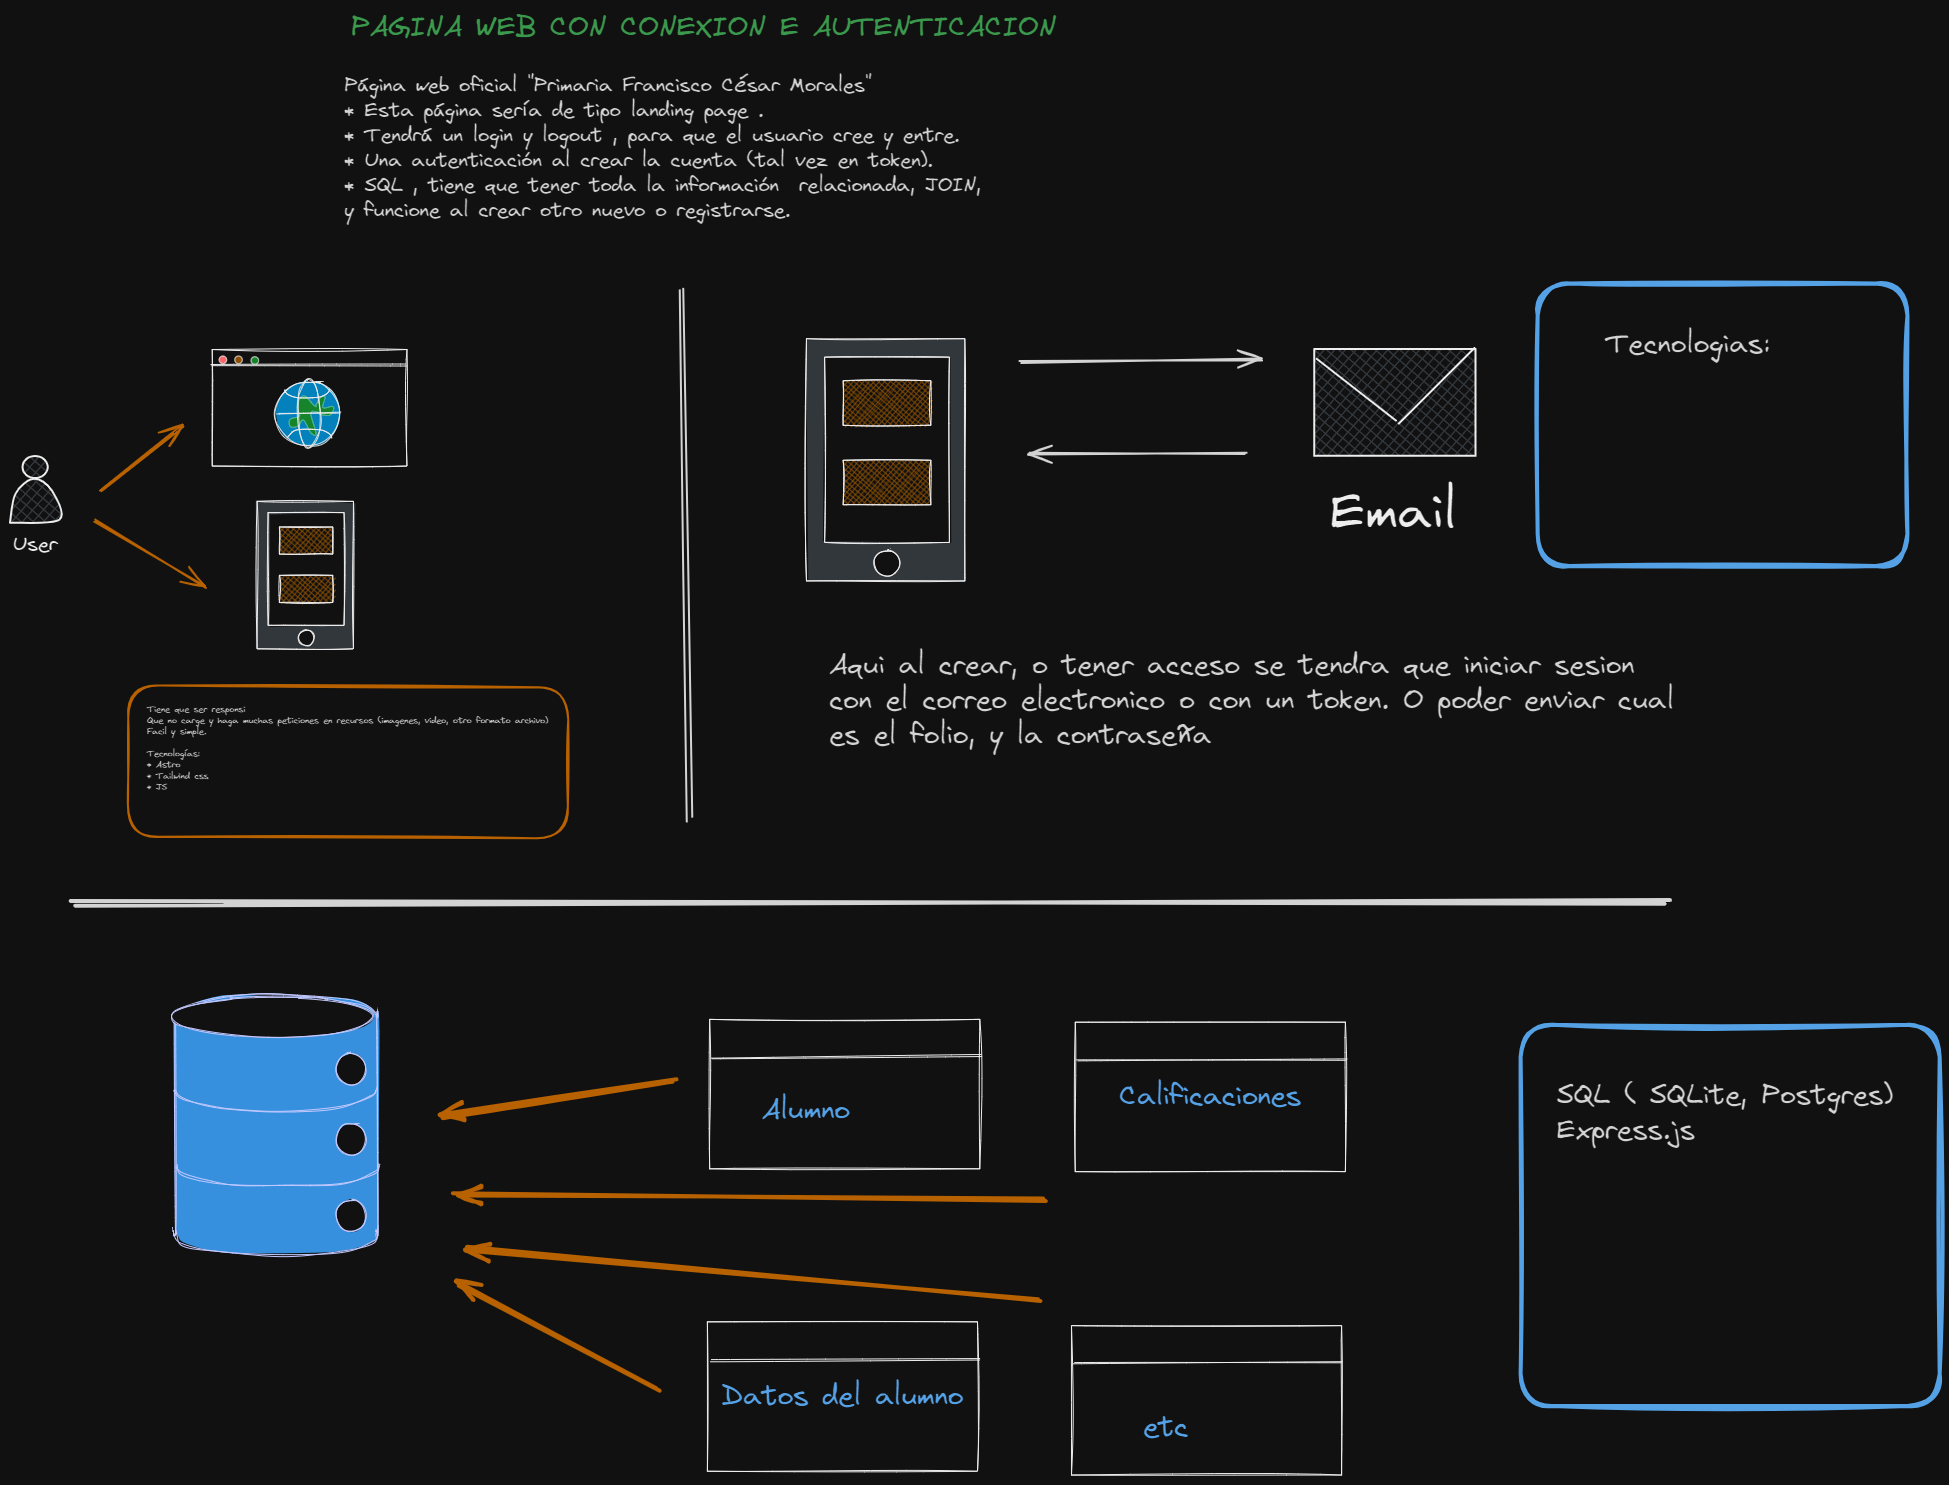 PAGINA WEB CON CONEXION E AUTENTICACION
Página web oficial "Primaria Francisco César Morales"
* Esta página sería de tipo landing page .
* Tendrá un login y logout , para que el usuario cree y entre.
* Una autenticación al crear la cuenta (tal vez en token).
* SQL , tiene que tener toda la información relacionada, JOIN,
y funcione al crear otro nuevo o registrarse.
User
Tiene que ser responsi
Que no carge y haga muchas peticiones en recursos (imagenes, video, otro formato archivo)
Facil y simple.
Tecnologías:
* Astro
* Tailwind css
* JS
Email
Tecnologias:
Aqui al crear, o tener acceso se tendra que iniciar sesion
con el correo electronico o con un token. O poder enviar cual
es el folio, y la contraseña
Alumno
Calificaciones
Datos del alumno
etc
SQL ( SQLite, Postgres)
Express.js